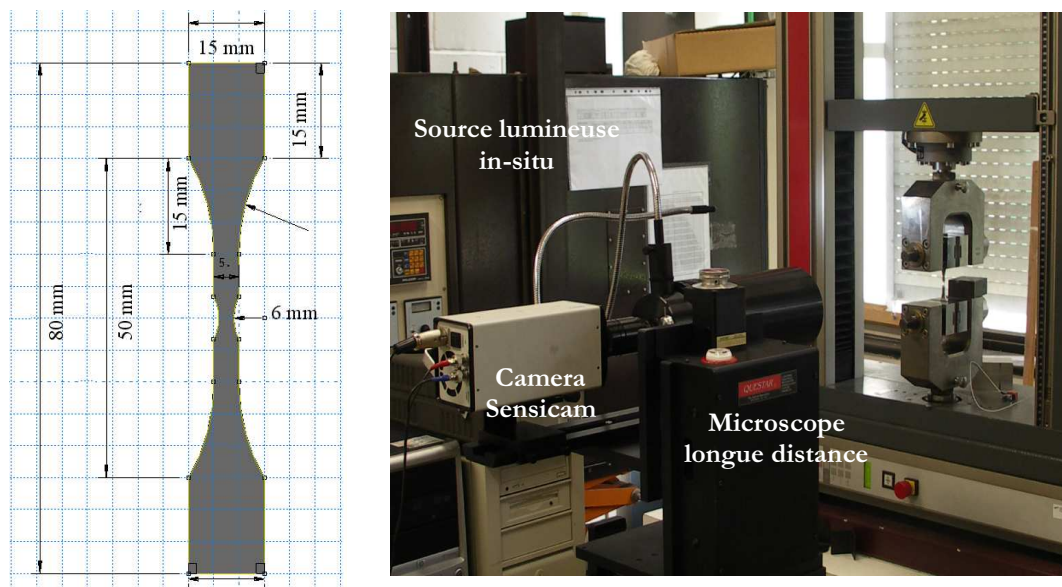 15 mm
15 mm
15 mm
5.
80 mm
50 mm
6 mm
Source lumineuse
in-situ
Camera
Sensicam
QUESTAR
Microscope
longue distance